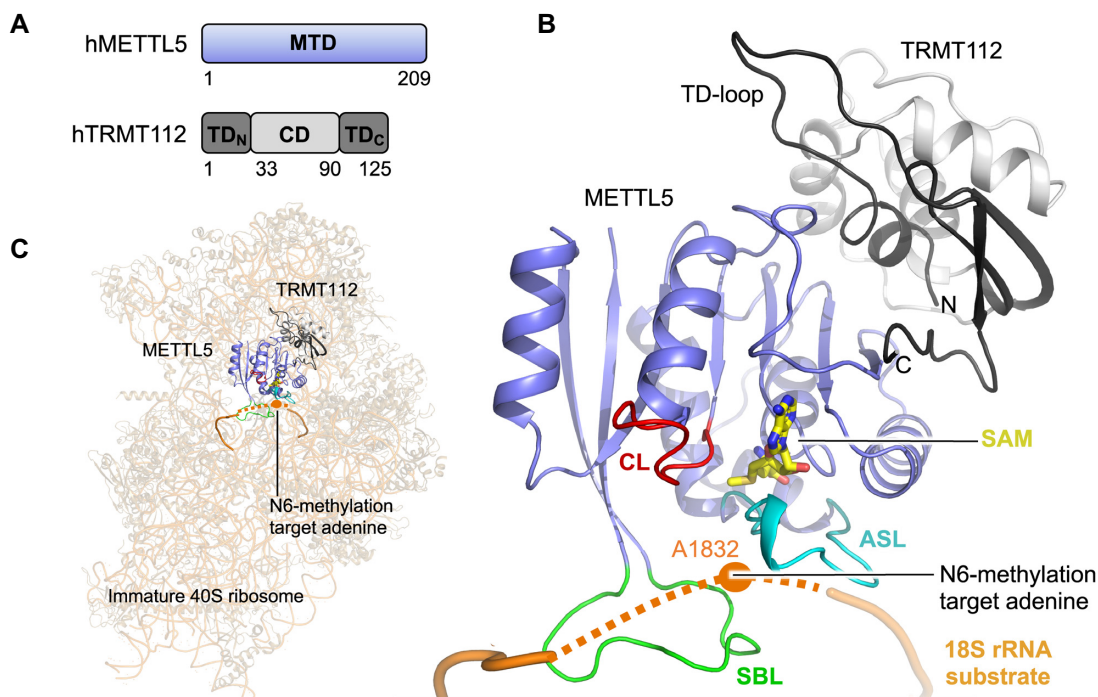 A
hMETTL5
MTD
1
209
hTRMT112
TDN
CD
TDC
1
33
90
125
B
TRMT112
TD-loop
METTL5
N
C
CL
SAM
ASL
A1832
N6-methylation
target adenine
18S rRNA
substrate
SBL
C
TRMT112
METTL5
N6-methylation
target adenine
Immature 40S ribosome